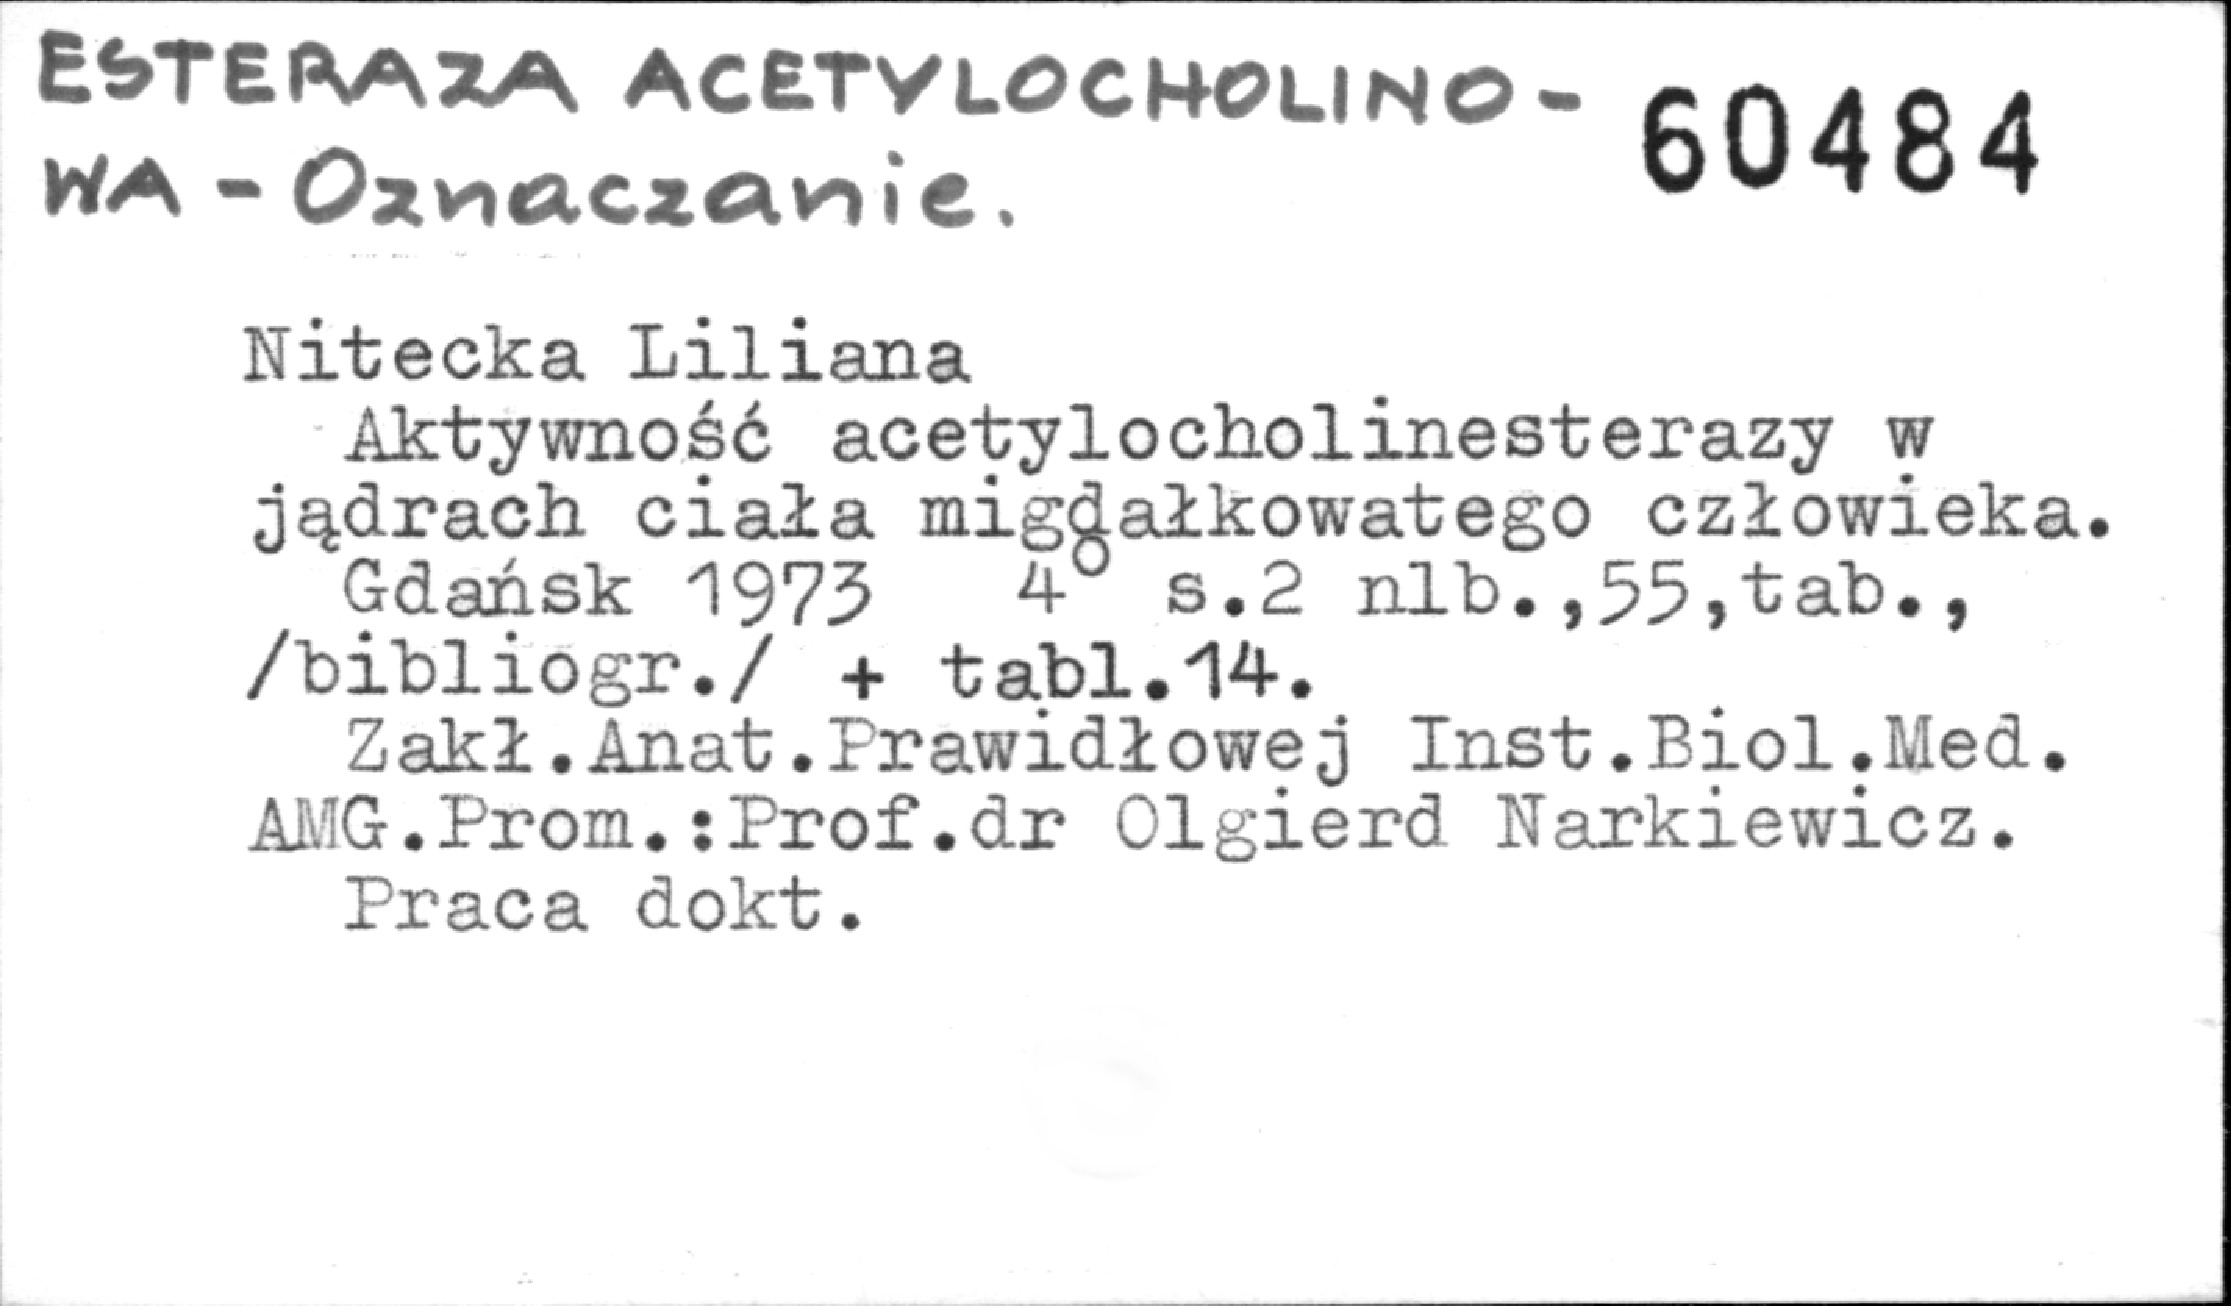 ESTERAZA ACETYLOCHOLINO- 60484
WA - Oznaczanie.
Nitecka Liliana
Aktywność acetylocholinesterazy w
jądrach ciała migdałkowatego człowieka.
Gdańsk 1973 4° s.2 nlb.,55,tab.,
/bibliogr./ + tabl.14.
Zakł.Anat.Prawidłowej Inst.Biol.Med.
AMG.Prom.:Prof.dr Olgierd Narkiewicz.
Praca dokt.